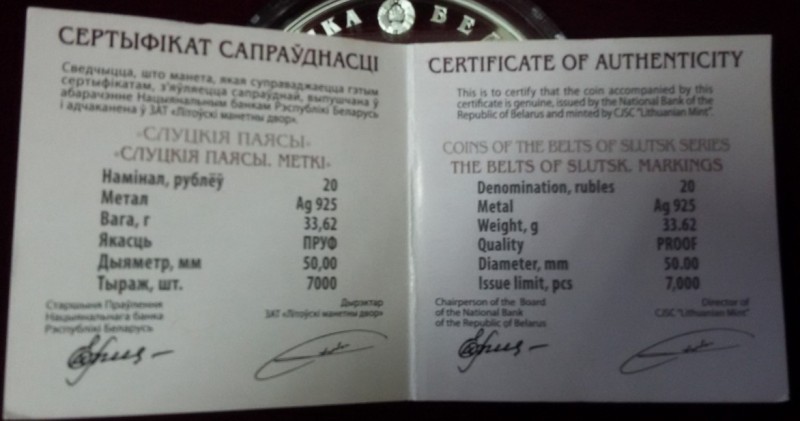 КА БЕ
СЕРТЫФІКАТ САПРАЎДНАСЦІ
Сведчыцца, што манета, якая суправаджаецца гэтым
сертыфікатам, з'яўляецца сапраўднай, выпушчана ў
абарачэнне Нацыянальным банкам Рэспублікі Беларусь
і адчаканена ў ЗАТ «Літоўскі манетны двор».
«СЛУЦКІЯ ПАЯСЫ»
«СЛУЦКІЯ ПАЯСЫ. МЕТКІ»
Намінал, рублёў 20
Метал Ag 925
Вага, г 33,62
Якасць ПРУФ
Дыяметр, мм 50,00
Тыраж, шт. 7000
Старшыня Праўлення
Нацыянальнага банка
Рэспублікі Беларусь
Дырэктар
ЗАТ «Літоўскі манетны двор»
CERTIFICATE OF AUTHENTICITY
This is to certify that the coin accompanied by this
certificate is genuine, issued by the National Bank of the
Republic of Belarus and minted by CJSC "Lithuanian Mint".
COINS OF THE BELTS OF SLUTSK SERIES
THE BELTS OF SLUTSK. MARKINGS
Denomination, rubles 20
Metal Ag 925
Weight, g 33.62
Quality PROOF
Diameter, mm 50.00
Issue limit, pcs 7,000
Chairperson of the Board
of the National Bank
of the Republic of Belarus
Director of
CJSC "Lithuanian Mint"